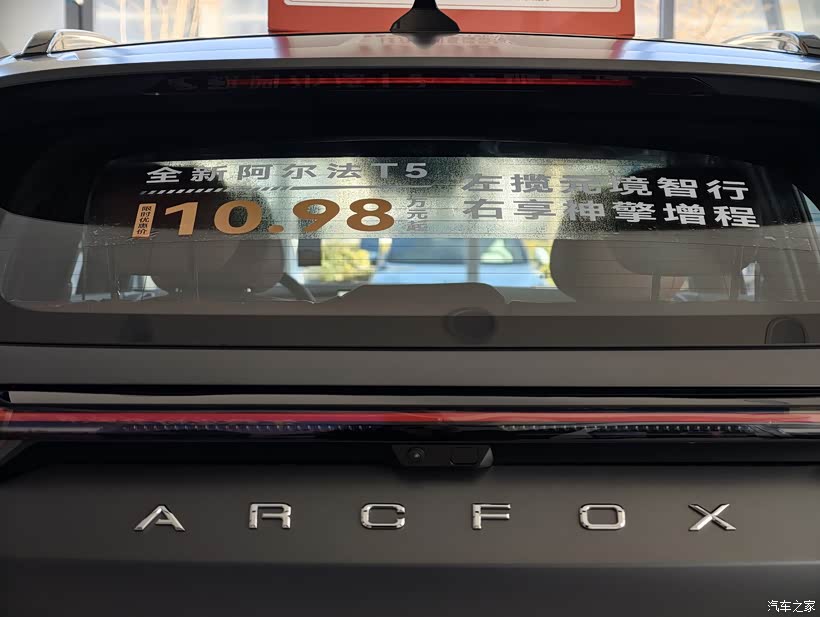 全新阿尔法T5
限时优惠价
10.98
万元起
左揽元境智行
右享神擎增程
ARCFOX
汽车之家